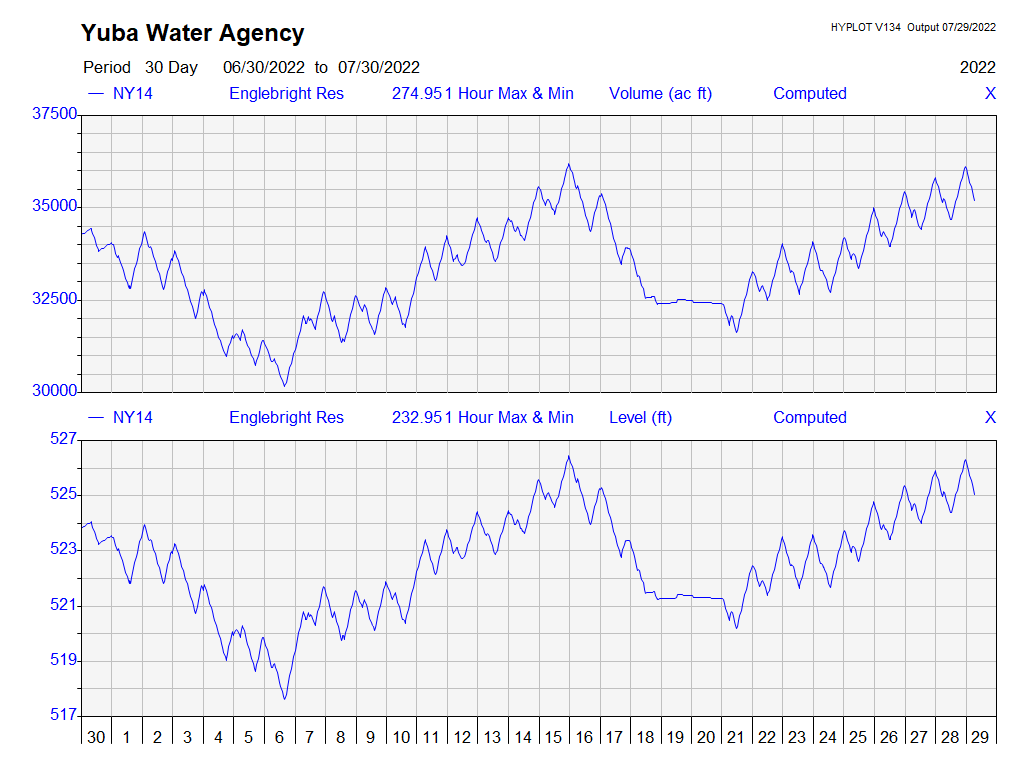 Yuba Water Agency
HYPLOT V134 Output 07/29/2022
Period 30 Day 06/30/2022 to 07/30/2022 2022
NY14 Englebright Res 274.951 Hour Max & Min Volume (ac ft) Computed X
37500
35000
32500
30000
NY14 Englebright Res 232.951 Hour Max & Min Level (ft) Computed X
527
525
523
521
519
517
30 1 2 3 4 5 6 7 8 9 10 11 12 13 14 15 16 17 18 19 20 21 22 23 24 25 26 27 28 29